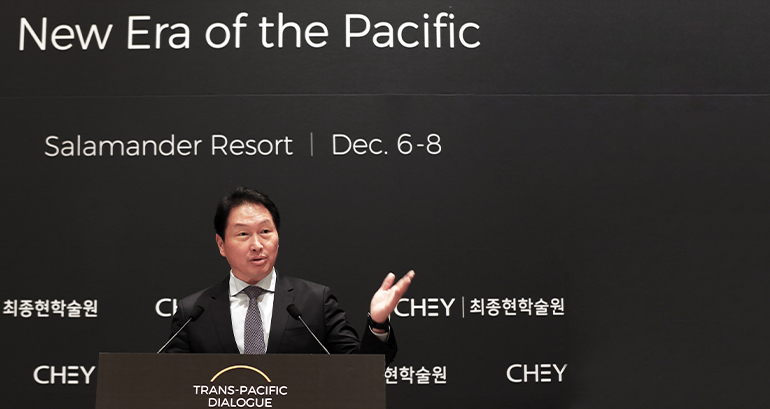 New Era of the Pacific
Salamander Resort | Dec. 6-8
최종현학술원
CHEY | 최종현학술원
CHEY
현학술원
CHEY
TRANS-PACIFIC
DIALOGUE